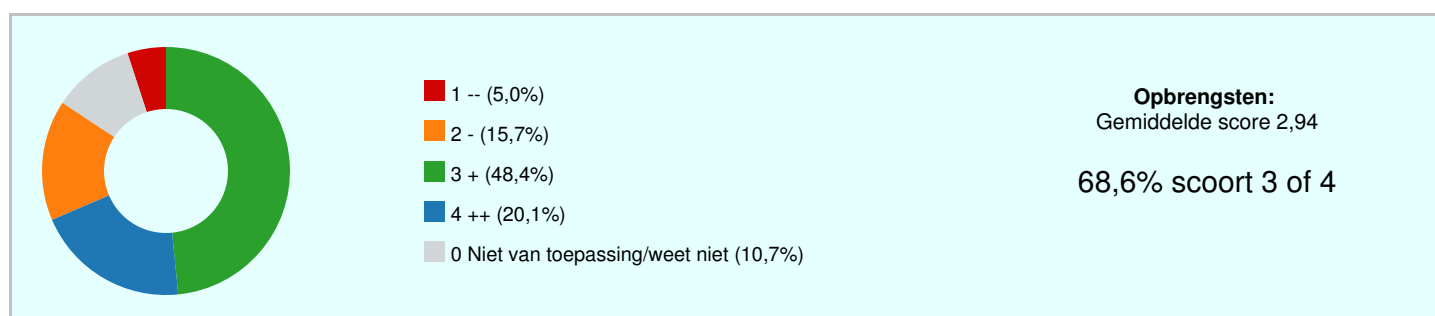 1 -- (5,0%)
2 - (15,7%)
3 + (48,4%)
4 ++ (20,1%)
0 Niet van toepassing/weet niet (10,7%)
Opbrengsten:
Gemiddelde score 2,94
68,6% scoort 3 of 4